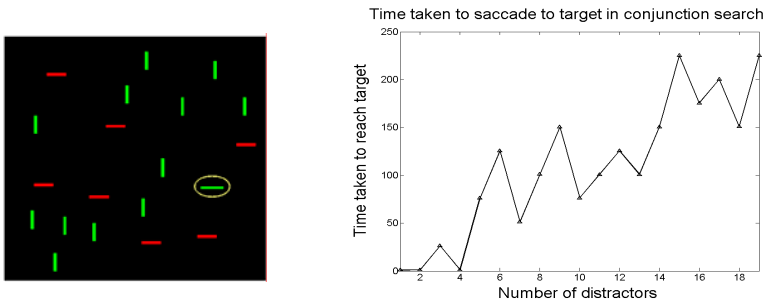 Time taken to saccade to target in conjunction search
Time taken to reach target
250
200
150
100
50
0
2 4 6 8 10 12 14 16 18
Number of distractors